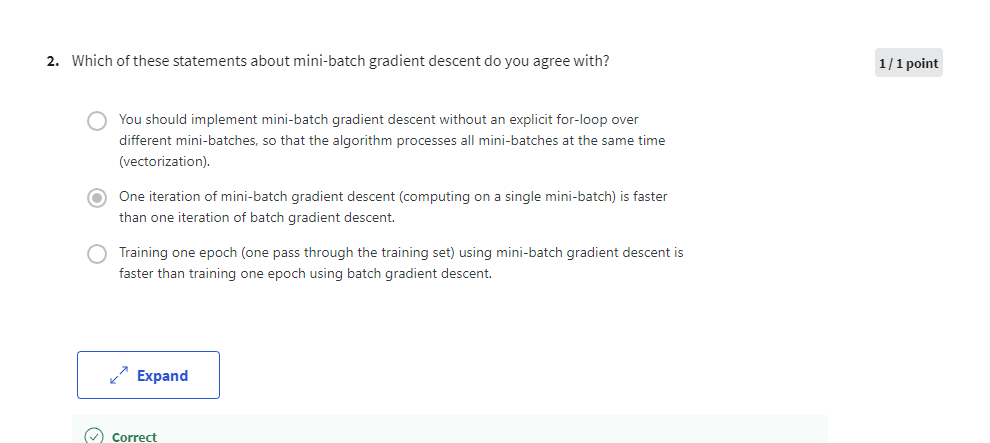 2. Which of these statements about mini-batch gradient descent do you agree with?
1 / 1 point
You should implement mini-batch gradient descent without an explicit for-loop over
different mini-batches, so that the algorithm processes all mini-batches at the same time
(vectorization).
One iteration of mini-batch gradient descent (computing on a single mini-batch) is faster
than one iteration of batch gradient descent.
Training one epoch (one pass through the training set) using mini-batch gradient descent is
faster than training one epoch using batch gradient descent.
Expand
Correct